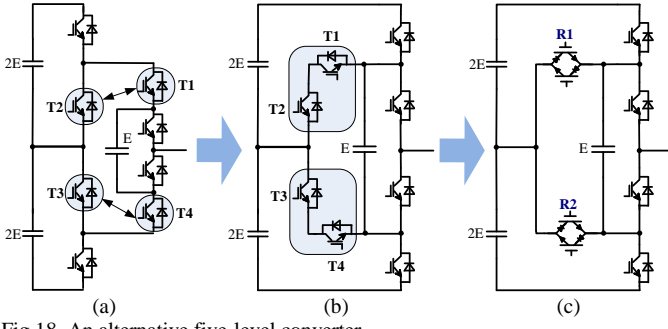 2E
T2
T1
E
T3
2E
T4
(a)
2E
T1
T2
E
T3
2E
T4
(b)
R1
2E
E
R2
2E
(c)
Fig.18. An alternative five-level converter